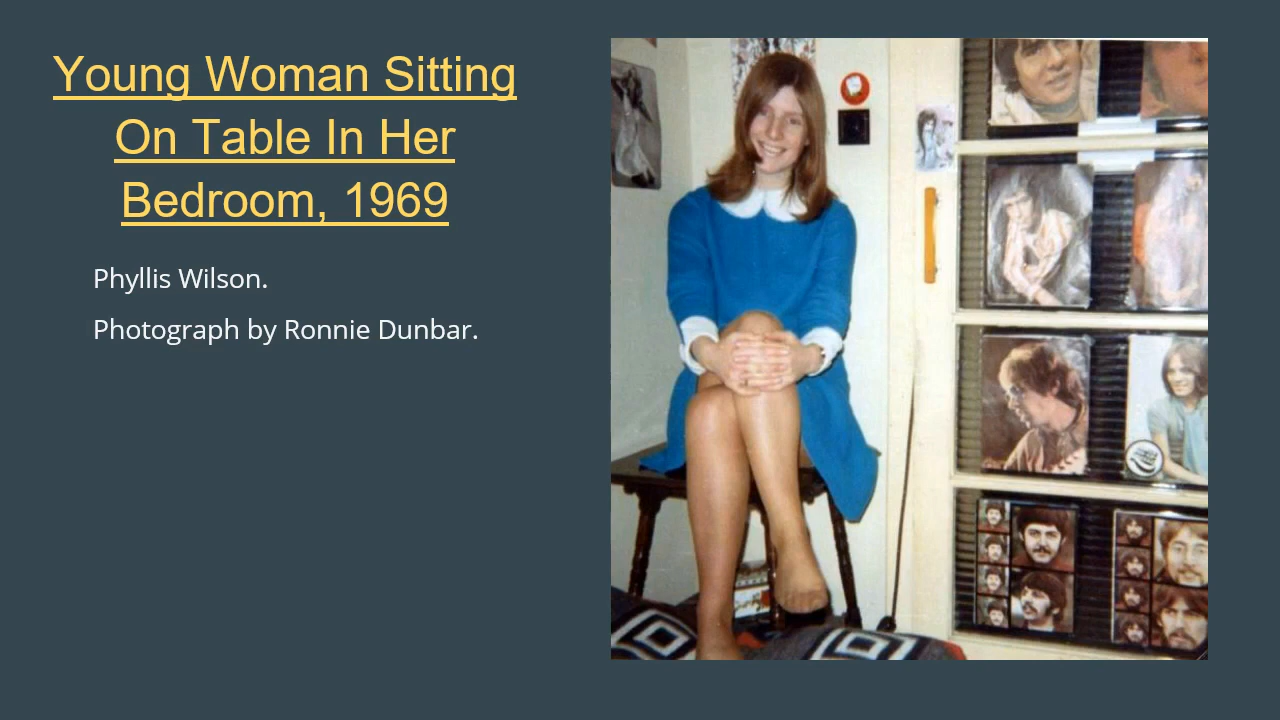 Young Woman Sitting
On Table In Her
Bedroom, 1969
Phyllis Wilson.
Photograph by Ronnie Dunbar.